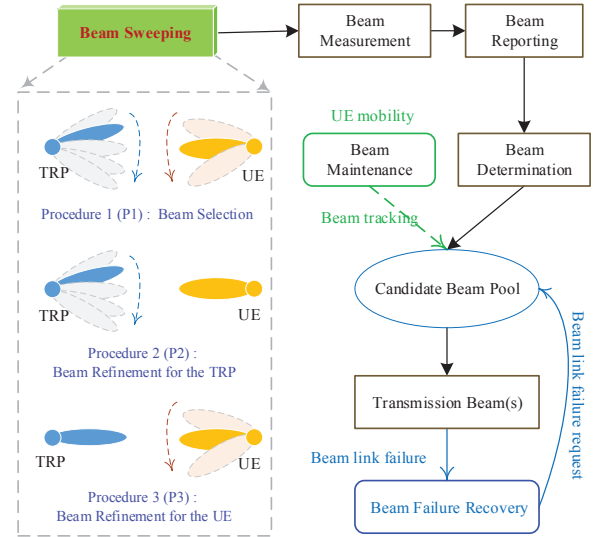 Beam Sweeping
Beam
Measurement
Beam
Reporting
UE mobility
Beam
Maintenance
Beam
Determination
Beam tracking
TRP
UE
Procedure 1 (P1) : Beam Selection
TRP
UE
Procedure 2 (P2) :
Beam Refinement for the TRP
TRP
UE
Procedure 3 (P3) :
Beam Refinement for the UE
Candidate Beam Pool
Transmission Beam(s)
Beam link failure
Beam Failure Recovery
Beam link failure request